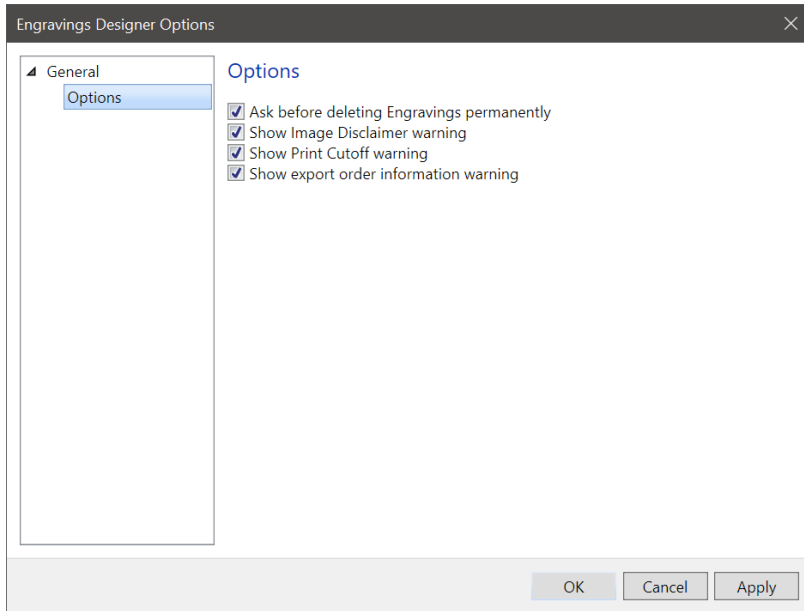 Engravings Designer Options
General
Options
Options
Ask before deleting Engravings permanently
Show Image Disclaimer warning
Show Print Cutoff warning
Show export order information warning
OK Cancel Apply